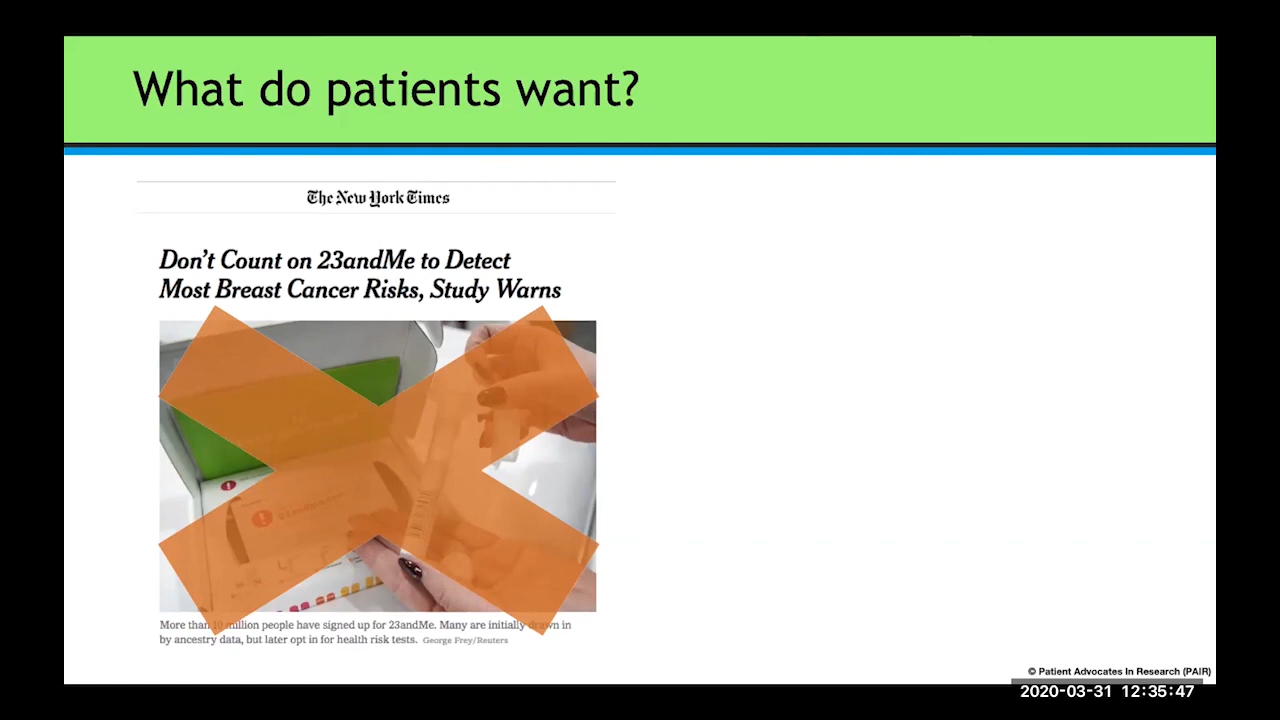 What do patients want?
The New York Times
Don't Count on 23andMe to Detect
Most Breast Cancer Risks, Study Warns
More than 10 million people have signed up for 23andMe. Many are initially drawn in
by ancestry data, but later opt in for health risk tests. George Frey/Reuters
© Patient Advocates In Research (PAIR)
2020-03-31 12:35:47